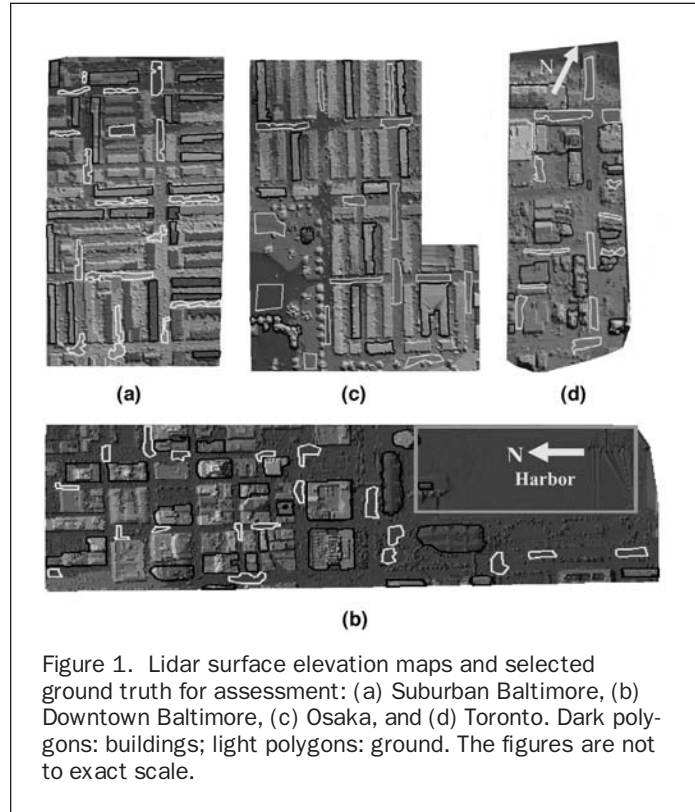 N
(a)
(c)
(d)
N
Harbor
(b)
Figure 1. Lidar surface elevation maps and selected
ground truth for assessment: (a) Suburban Baltimore, (b)
Downtown Baltimore, (c) Osaka, and (d) Toronto. Dark poly-
gons: buildings; light polygons: ground. The figures are not
to exact scale.